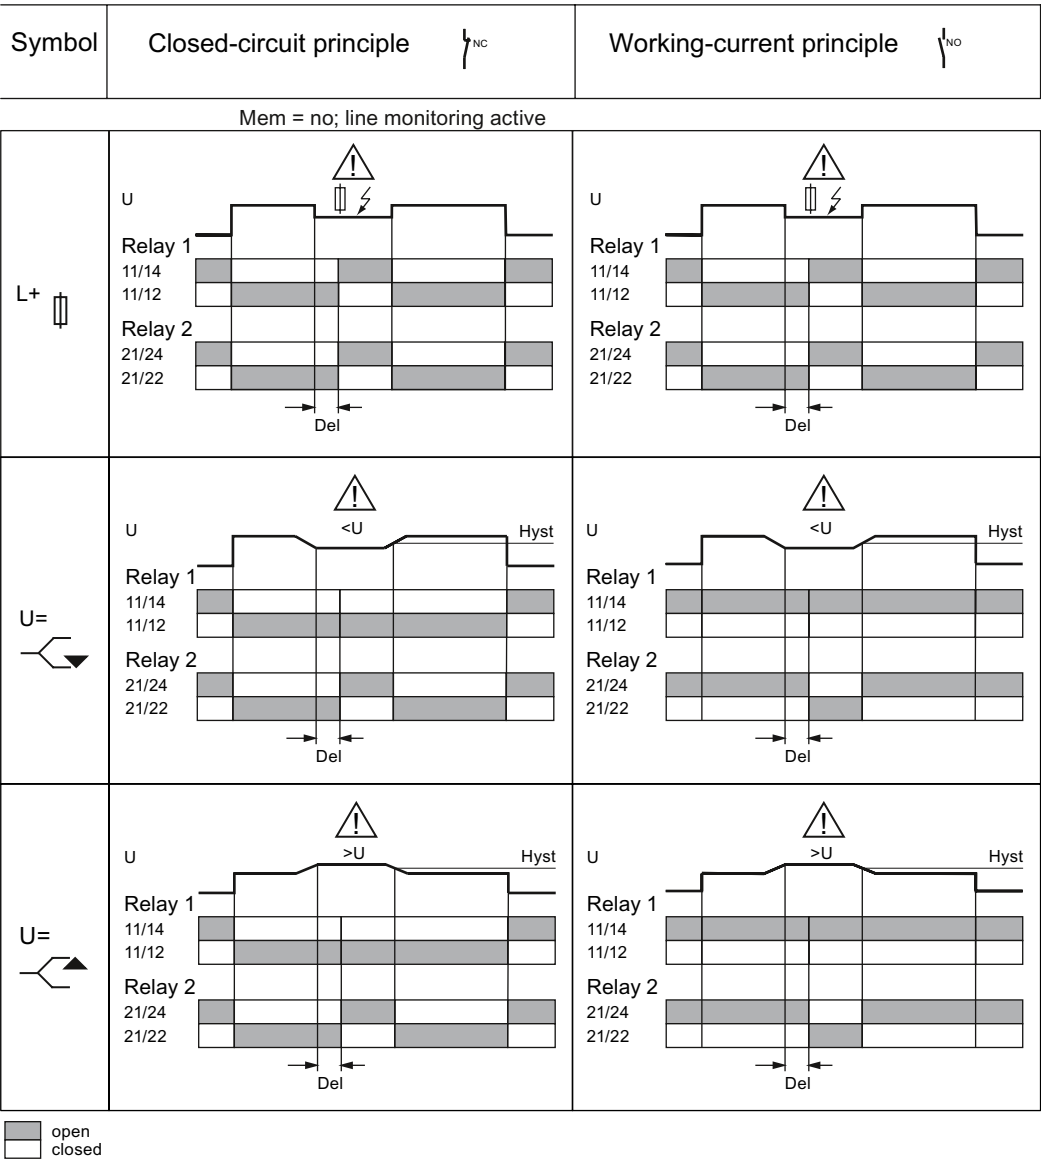 Symbol Closed-circuit principle NC Working-current principle NO
Mem = no; line monitoring active
L+
U
Relay 1
11/14
11/12
Relay 2
21/24
21/22
Del
U
Relay 1
11/14
11/12
Relay 2
21/24
21/22
Del
U=
<U
U Hyst
Relay 1
11/14
11/12
Relay 2
21/24
21/22
Del
<U
U Hyst
Relay 1
11/14
11/12
Relay 2
21/24
21/22
Del
U=
>U
U Hyst
Relay 1
11/14
11/12
Relay 2
21/24
21/22
Del
>U
U Hyst
Relay 1
11/14
11/12
Relay 2
21/24
21/22
Del
open
closed